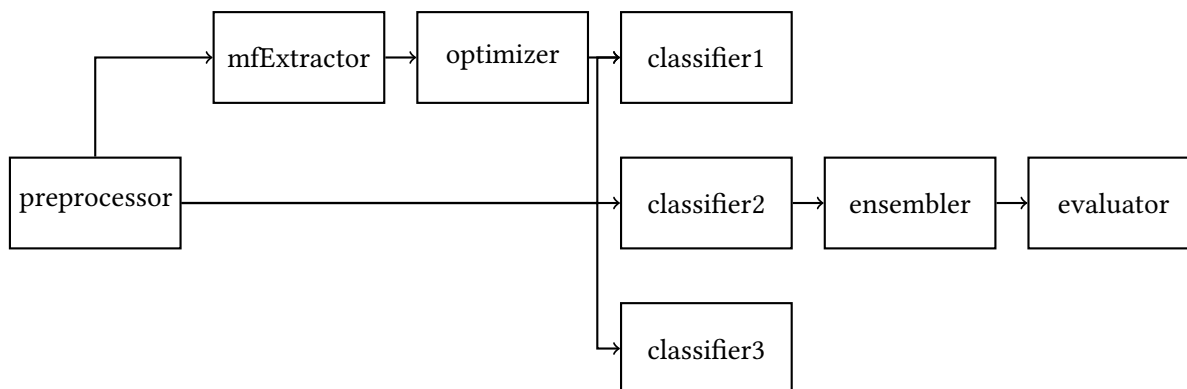 mfExtractor
optimizer
classifier1
preprocessor
classifier2
ensembler
evaluator
classifier3